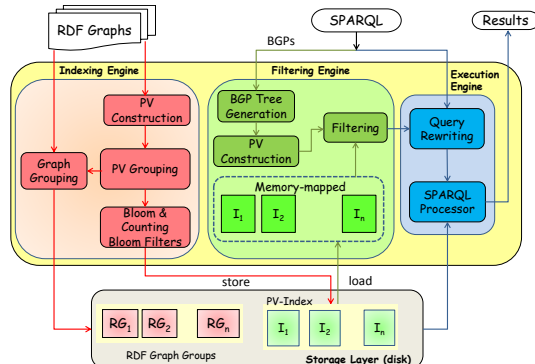 RDF Graphs
SPARQL
Results
BGPs
Indexing Engine
Filtering Engine
Execution
Engine
PV
Construction
BGP Tree
Generation
Filtering
Query
Rewriting
Graph
Grouping
PV Grouping
PV
Construction
Memory-mapped
SPARQL
Processor
Bloom & Counting
Bloom Filters
I1
I2
In
store
load
PV-Index
RG1
RG2
RGn
I1
I2
In
RDF Graph Groups
Storage Layer (disk)